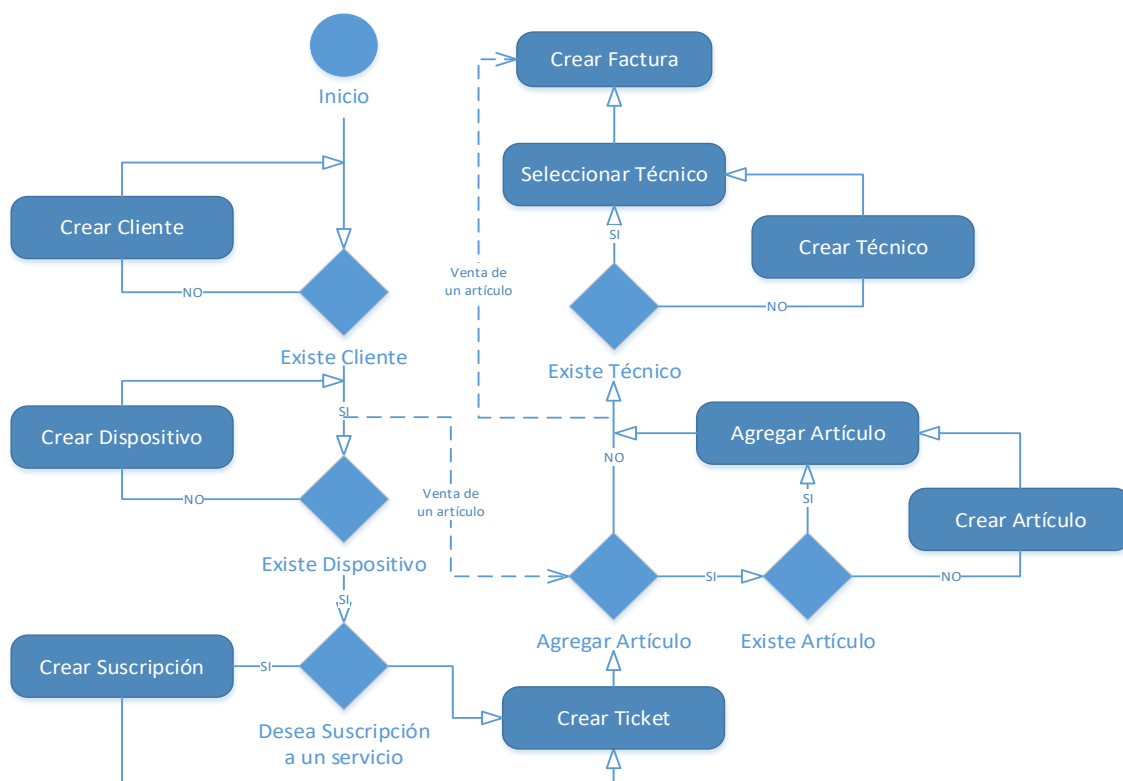 Inicio
Crear Cliente
NO
Existe Cliente
SI
Crear Dispositivo
NO
Existe Dispositivo
SI
Crear Suscripción
SI
Desea Suscripción
a un servicio
Venta de
un artículo
Crear Factura
Seleccionar Técnico
SI
Crear Técnico
NO
Existe Técnico
Venta de
un artículo
Agregar Artículo
NO
SI
Crear Artículo
SI
NO
Agregar Artículo
Existe Artículo
Crear Ticket